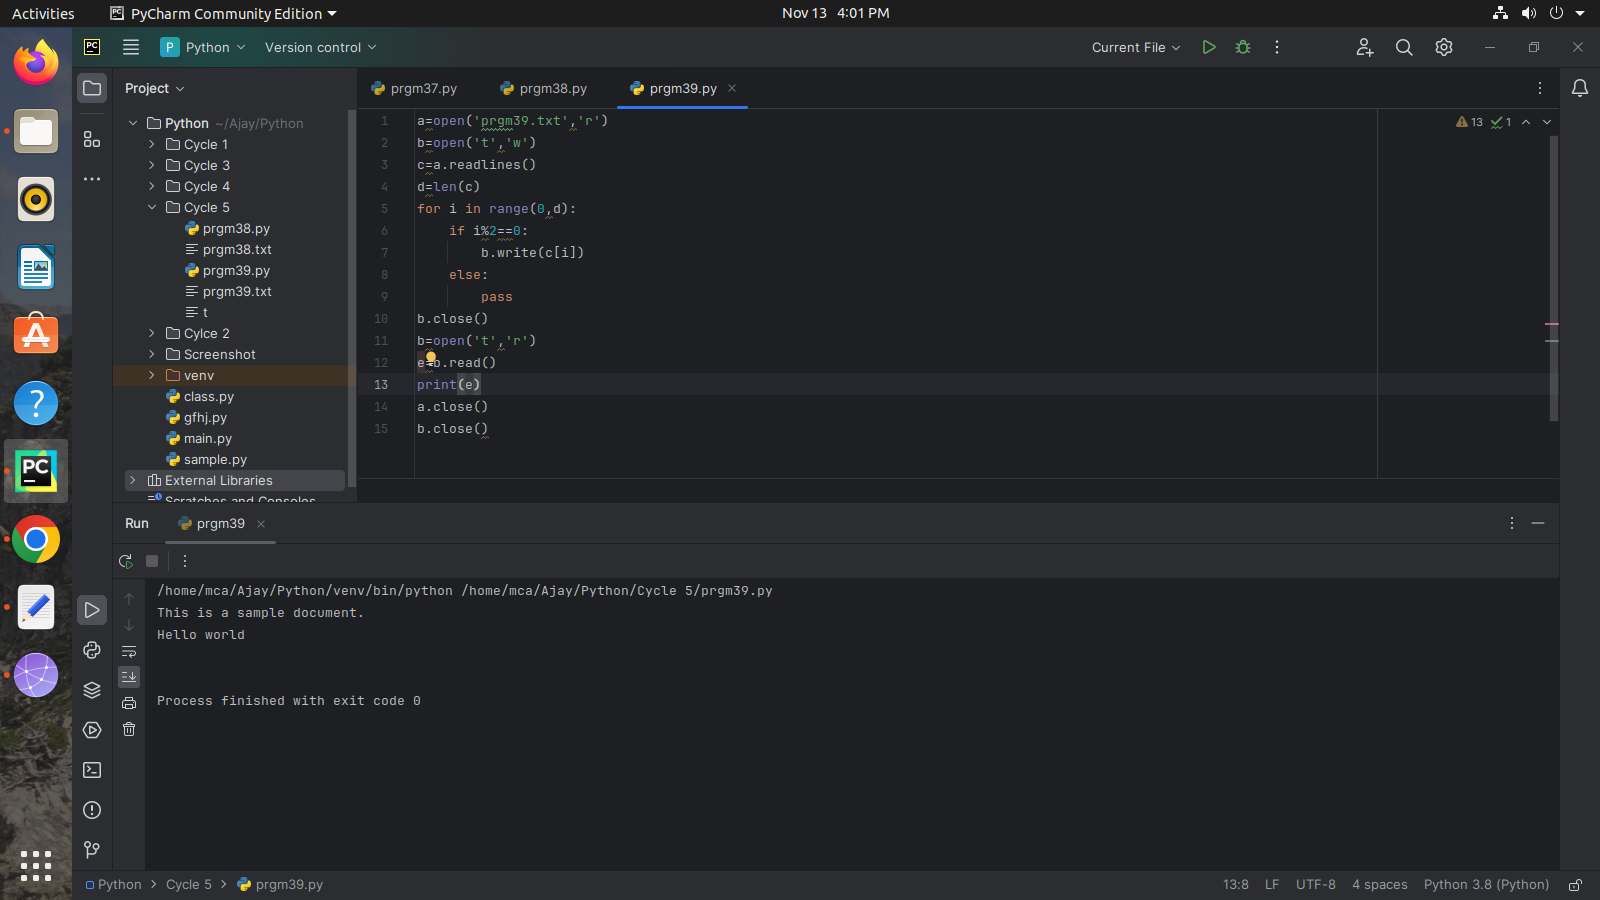 Activities PyCharm Community Edition Nov 13 4:01 PM
PC P Python Version control Current File
Project prgm37.py prgm38.py prgm39.py
Python ~/Ajay/Python
Cycle 1
Cycle 3
Cycle 4
Cycle 5
prgm38.py
prgm38.txt
prgm39.py
prgm39.txt
t
Cylce 2
Screenshot
venv
class.py
gfhj.py
main.py
sample.py
External Libraries
Scratches and Consoles
13 1
1 a=open('prgm39.txt','r')
2 b=open('t','w')
3 c=a.readlines()
4 d=len(c)
5 for i in range(0,d):
6 if i%2==0:
7 b.write(c[i])
8 else:
9 pass
10 b.close()
11 b=open('t','r')
12 e=b.read()
13 print(e)
14 a.close()
15 b.close()
PC
Run prgm39
/home/mca/Ajay/Python/venv/bin/python /home/mca/Ajay/Python/Cycle 5/prgm39.py
This is a sample document.
Hello world
Process finished with exit code 0
Python > Cycle 5 > prgm39.py 13:8 LF UTF-8 4 spaces Python 3.8 (Python)